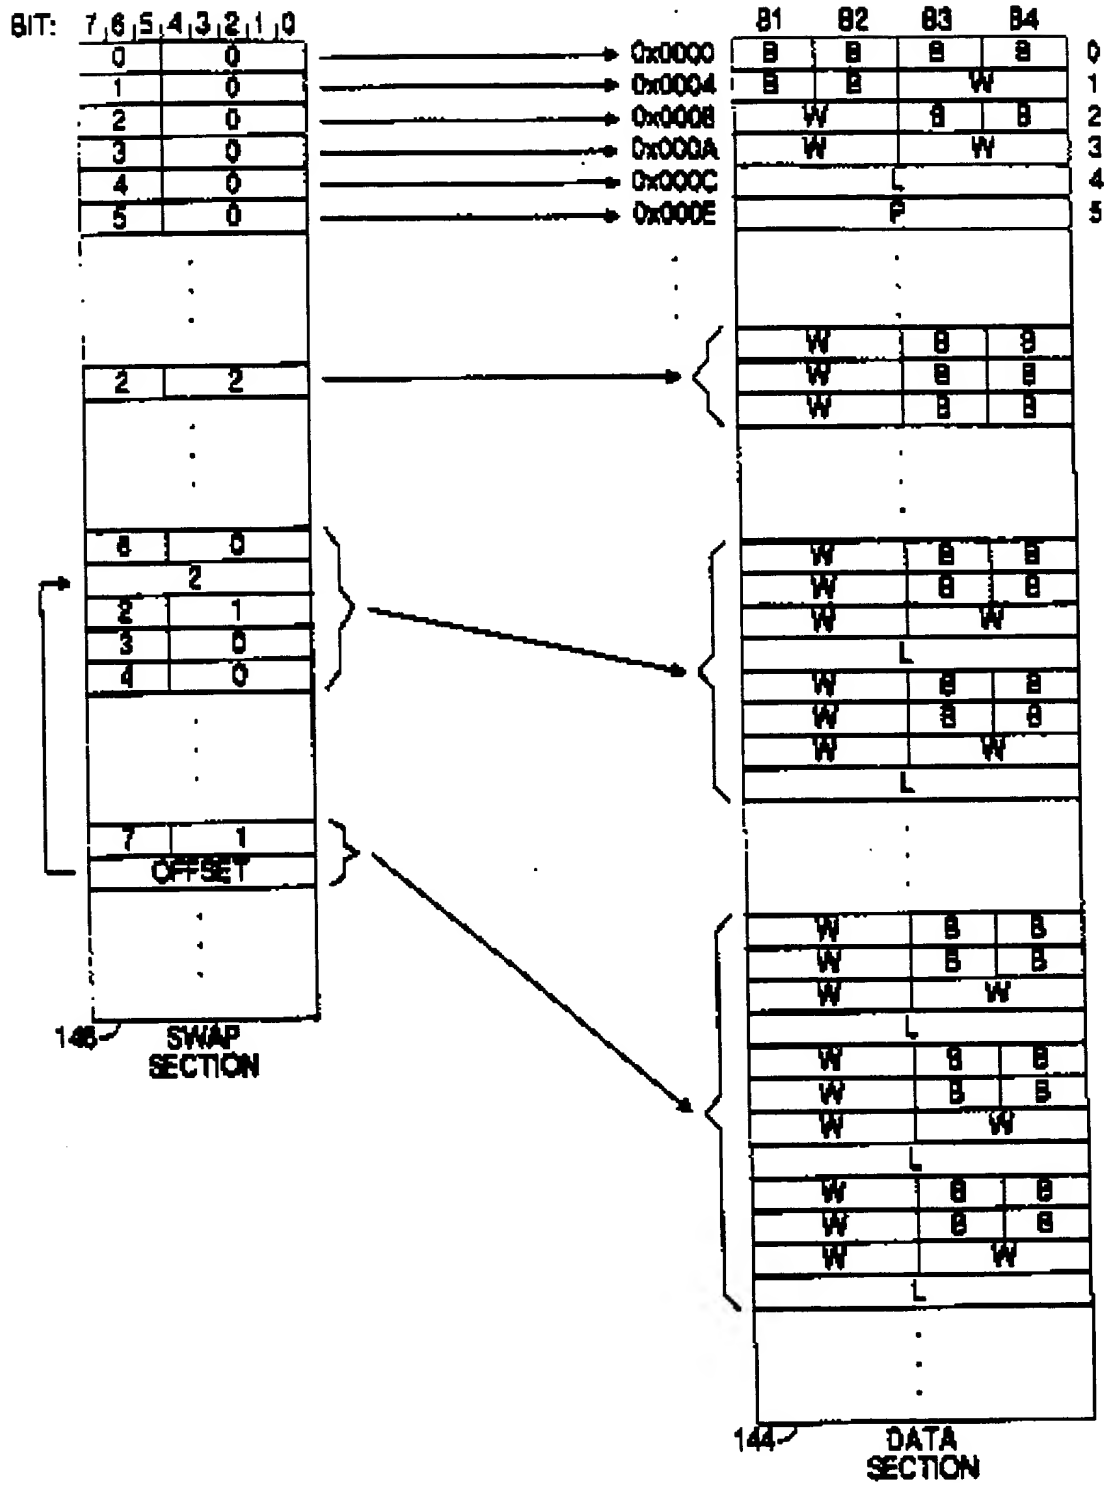 BIT: 7 6 5 4 3 2 1 0 B1 B2 B3 B4
0 0 0x0000 B B B B 0
1 0 0x0004 B B W 1
2 0 0x0008 W B B 2
3 0 0x000A W W 3
4 0 0x000C L 4
5 0 0x000E P 5
W B B
2 2 W B B
W B B
6 0 W B B
2 W B B
2 1 W W
3 0 L
4 0 W B B
W B B
W W
L
7 1
OFFSET
W B B
W B B
W W
L
146 SWAP
SECTION
W B B
W B B
W W
L
W B B
W B B
W W
L
144 DATA
SECTION